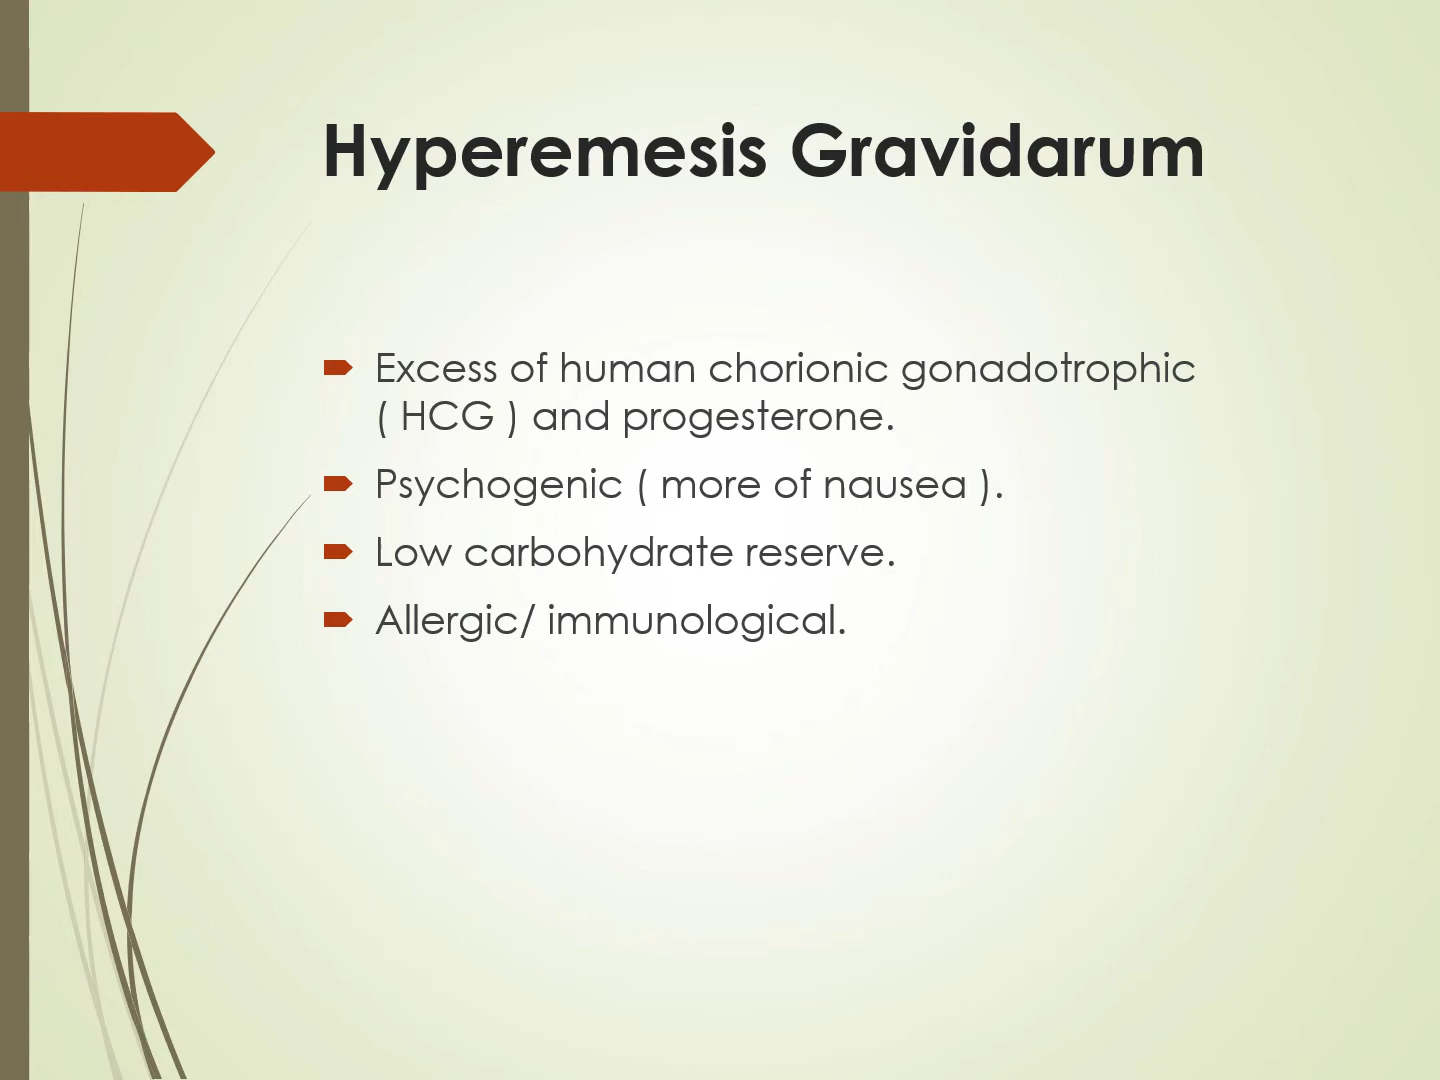 Hyperemesis Gravidarum
Excess of human chorionic gonadotrophic
( HCG ) and progesterone.
Psychogenic ( more of nausea ).
Low carbohydrate reserve.
Allergic/ immunological.